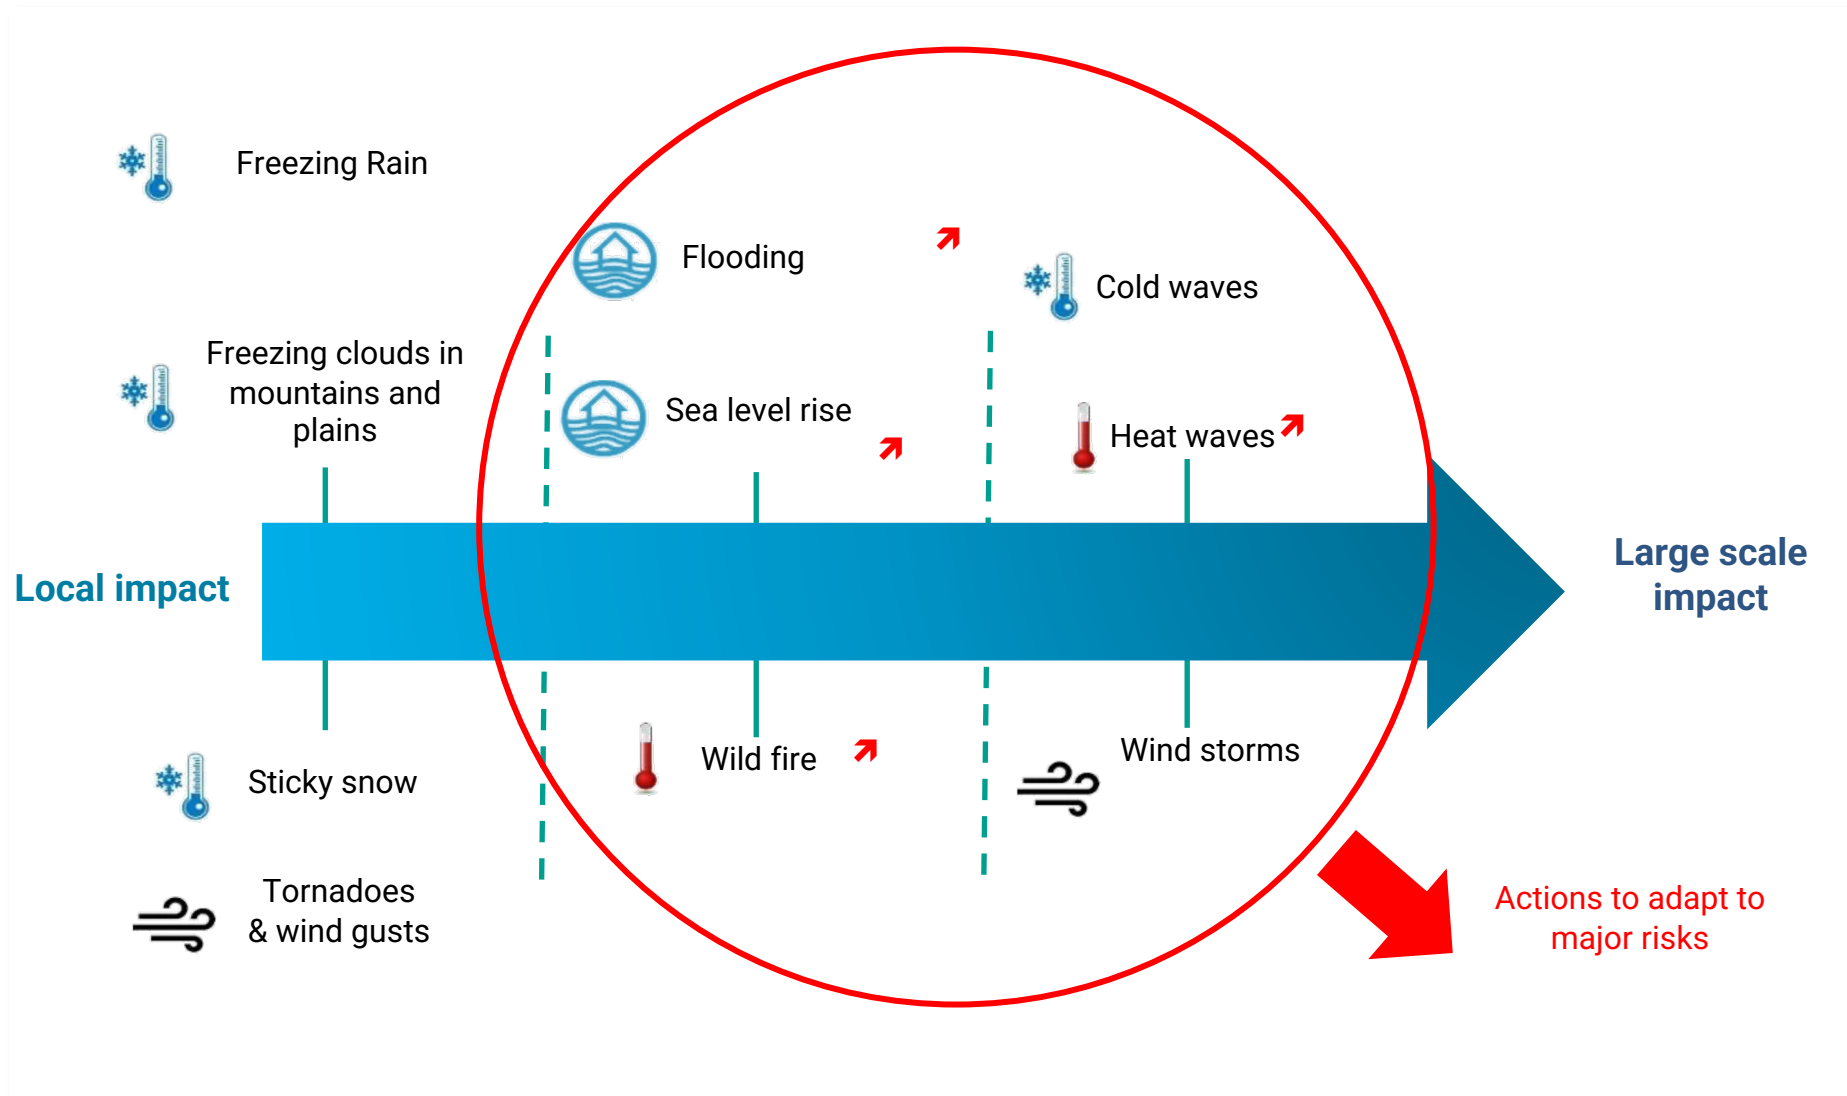 Freezing Rain
Flooding
Cold waves
Freezing clouds in
mountains and
plains
Sea level rise
Heat waves
Local impact
Large scale
impact
Sticky snow
Wild fire
Wind storms
Tornadoes
& wind gusts
Actions to adapt to
major risks